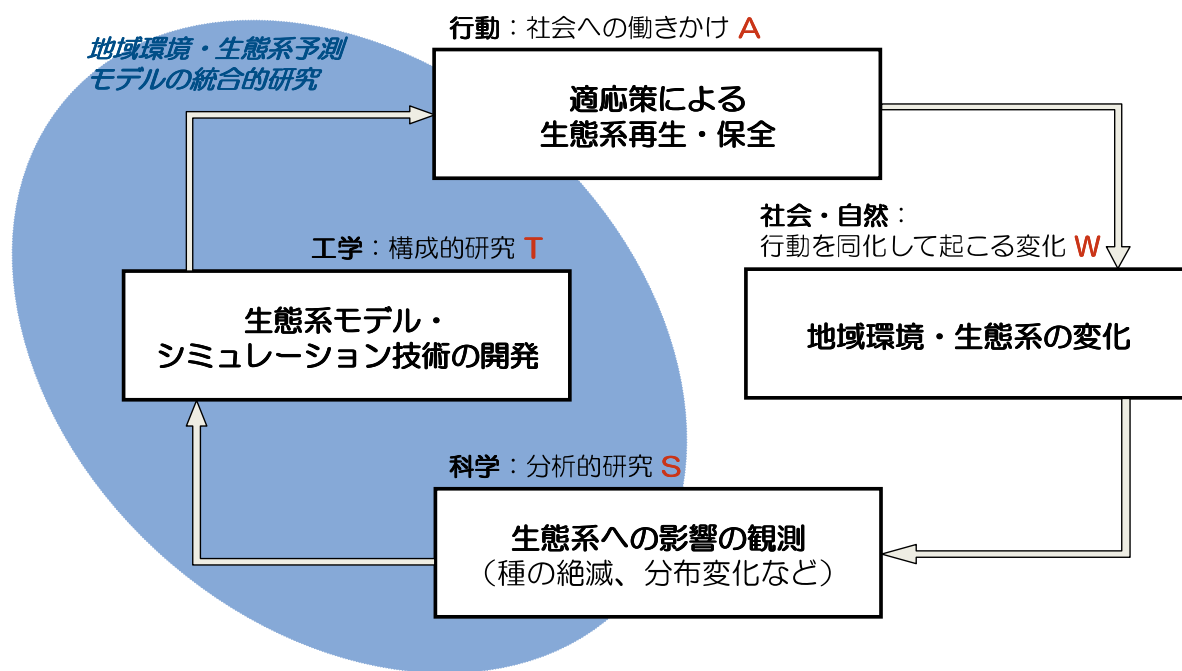 地域環境・生態系予測
モデルの統合的研究
行動：社会への働きかけ A
適応策による
生態系再生・保全
社会・自然：
行動を同化して起こる変化 W
地域環境・生態系の変化
工学：構成的研究 T
生態系モデル・
シミュレーション技術の開発
科学：分析的研究 S
生態系への影響の観測
（種の絶滅、分布変化など）